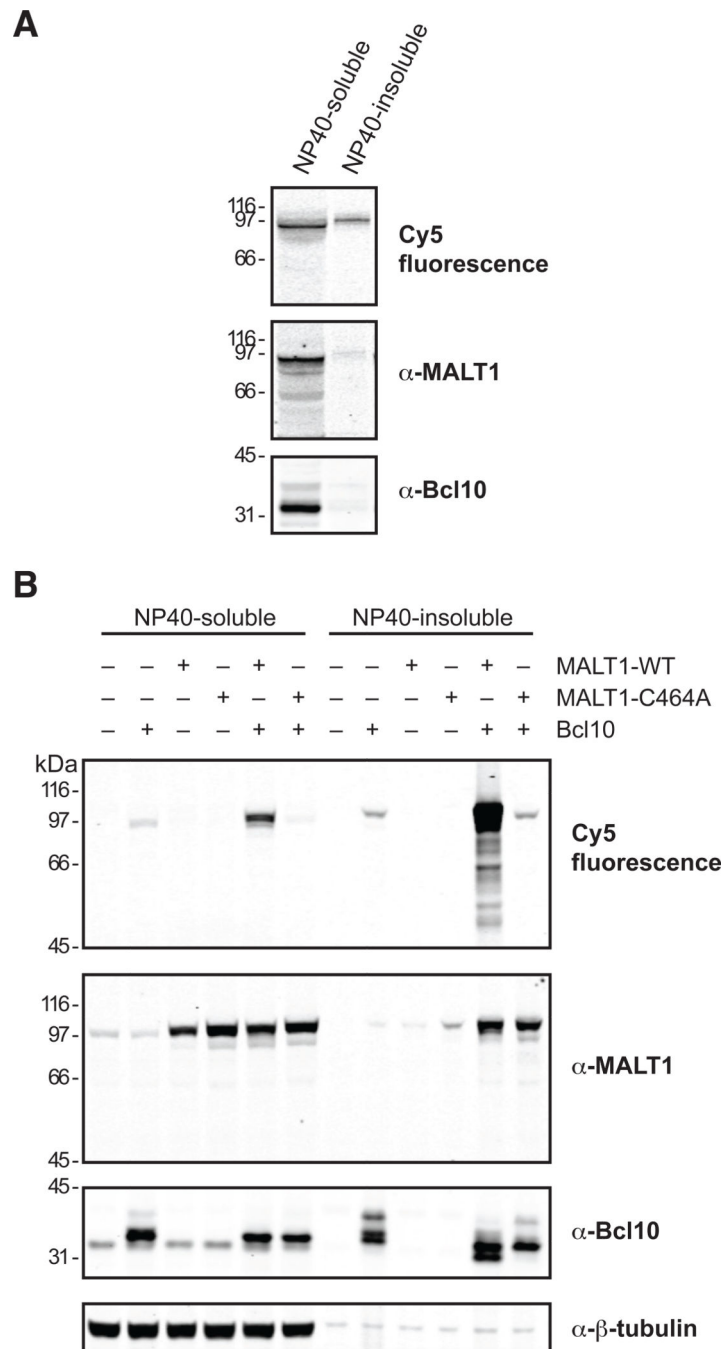 A
NP40-soluble
NP40-insoluble
116-
97-
66-
Cy5
fluorescence
116-
97-
66-
α-MALT1
45-
31-
α-Bcl10
B
NP40-soluble NP40-insoluble
– – + – + – – – + – + – MALT1-WT
– – – + – + – – – + – + MALT1-C464A
– + – – + + – + – – + + Bcl10
kDa
116-
97-
66-
45-
Cy5
fluorescence
116-
97-
66-
45-
α-MALT1
45-
31-
α-Bcl10
α-β-tubulin